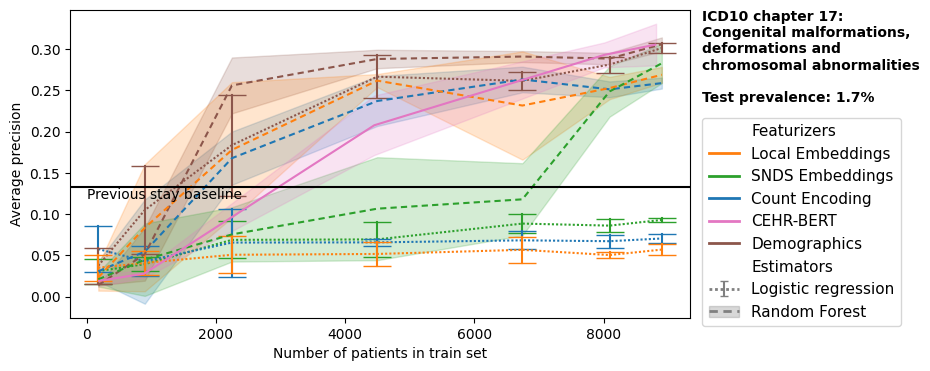 ICD10 chapter 17:
Congenital malformations,
deformations and
chromosomal abnormalities
Test prevalence: 1.7%
Average precision
0.30
0.25
0.20
0.15
0.10
0.05
0.00
Previous stay baseline
0
2000
4000
6000
8000
Number of patients in train set
Featurizers
Local Embeddings
SNDS Embeddings
Count Encoding
CEHR-BERT
Demographics
Estimators
Logistic regression
Random Forest